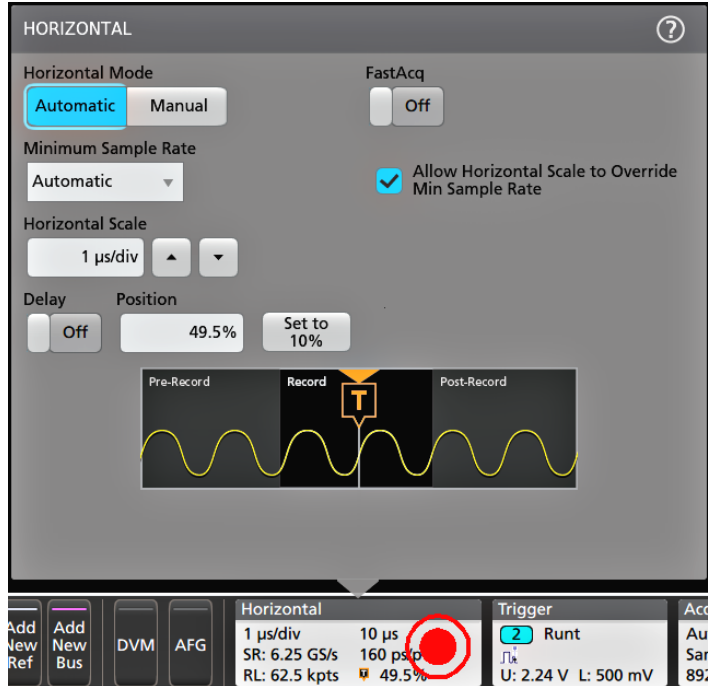 HORIZONTAL ?
Horizontal Mode
FastAcq
Automatic Manual
Off
Minimum Sample Rate
Automatic
Allow Horizontal Scale to Override
Min Sample Rate
Horizontal Scale
1 µs/div
Delay Position
Off 49.5% Set to
10%
Pre-Record Record Post-Record
T
Add
New
Ref
Add
New
Bus
DVM
AFG
Horizontal
1 µs/div 10 µs
SR: 6.25 GS/s 160
RL: 62.5 kpts 49.5%
Trigger
2 Runt
U: 2.24 V L: 500 mV